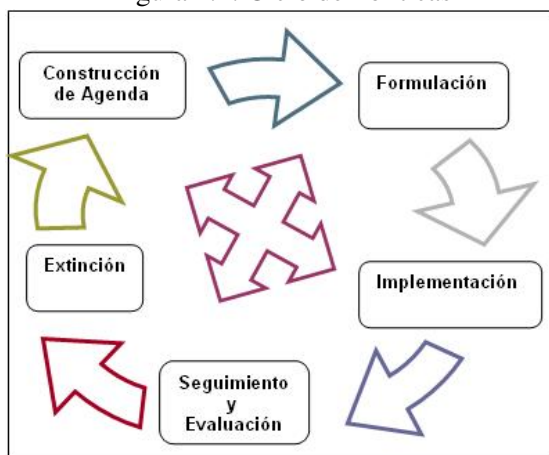 Construcción
de Agenda
Formulación
Implementación
Seguimiento
y
Evaluación
Extinción